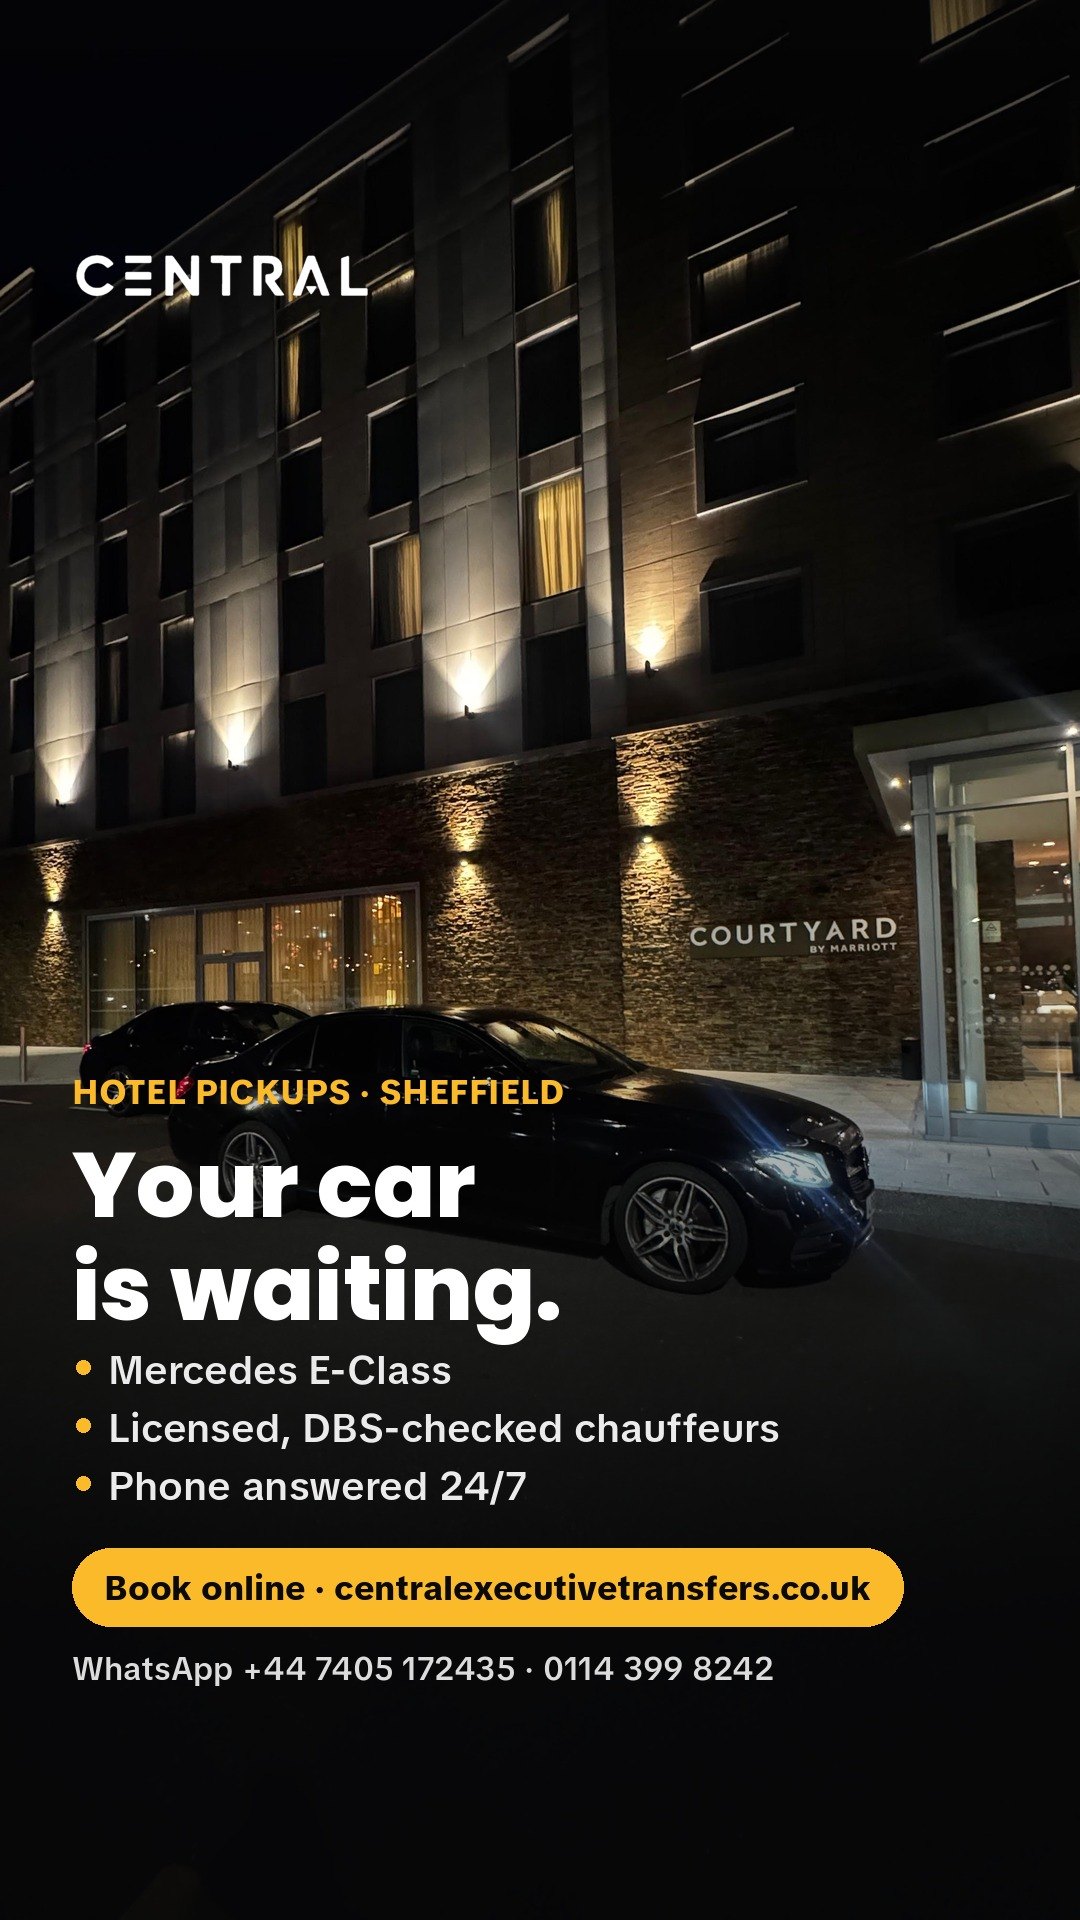 CENTRAL
COURTYARD
BY MARRIOTT
HOTEL PICKUPS · SHEFFIELD
Your car
is waiting.
Mercedes E-Class
Licensed, DBS-checked chauffeurs
Phone answered 24/7
Book online · centralexecutivetransfers.co.uk
WhatsApp +44 7405 172435 · 0114 399 8242